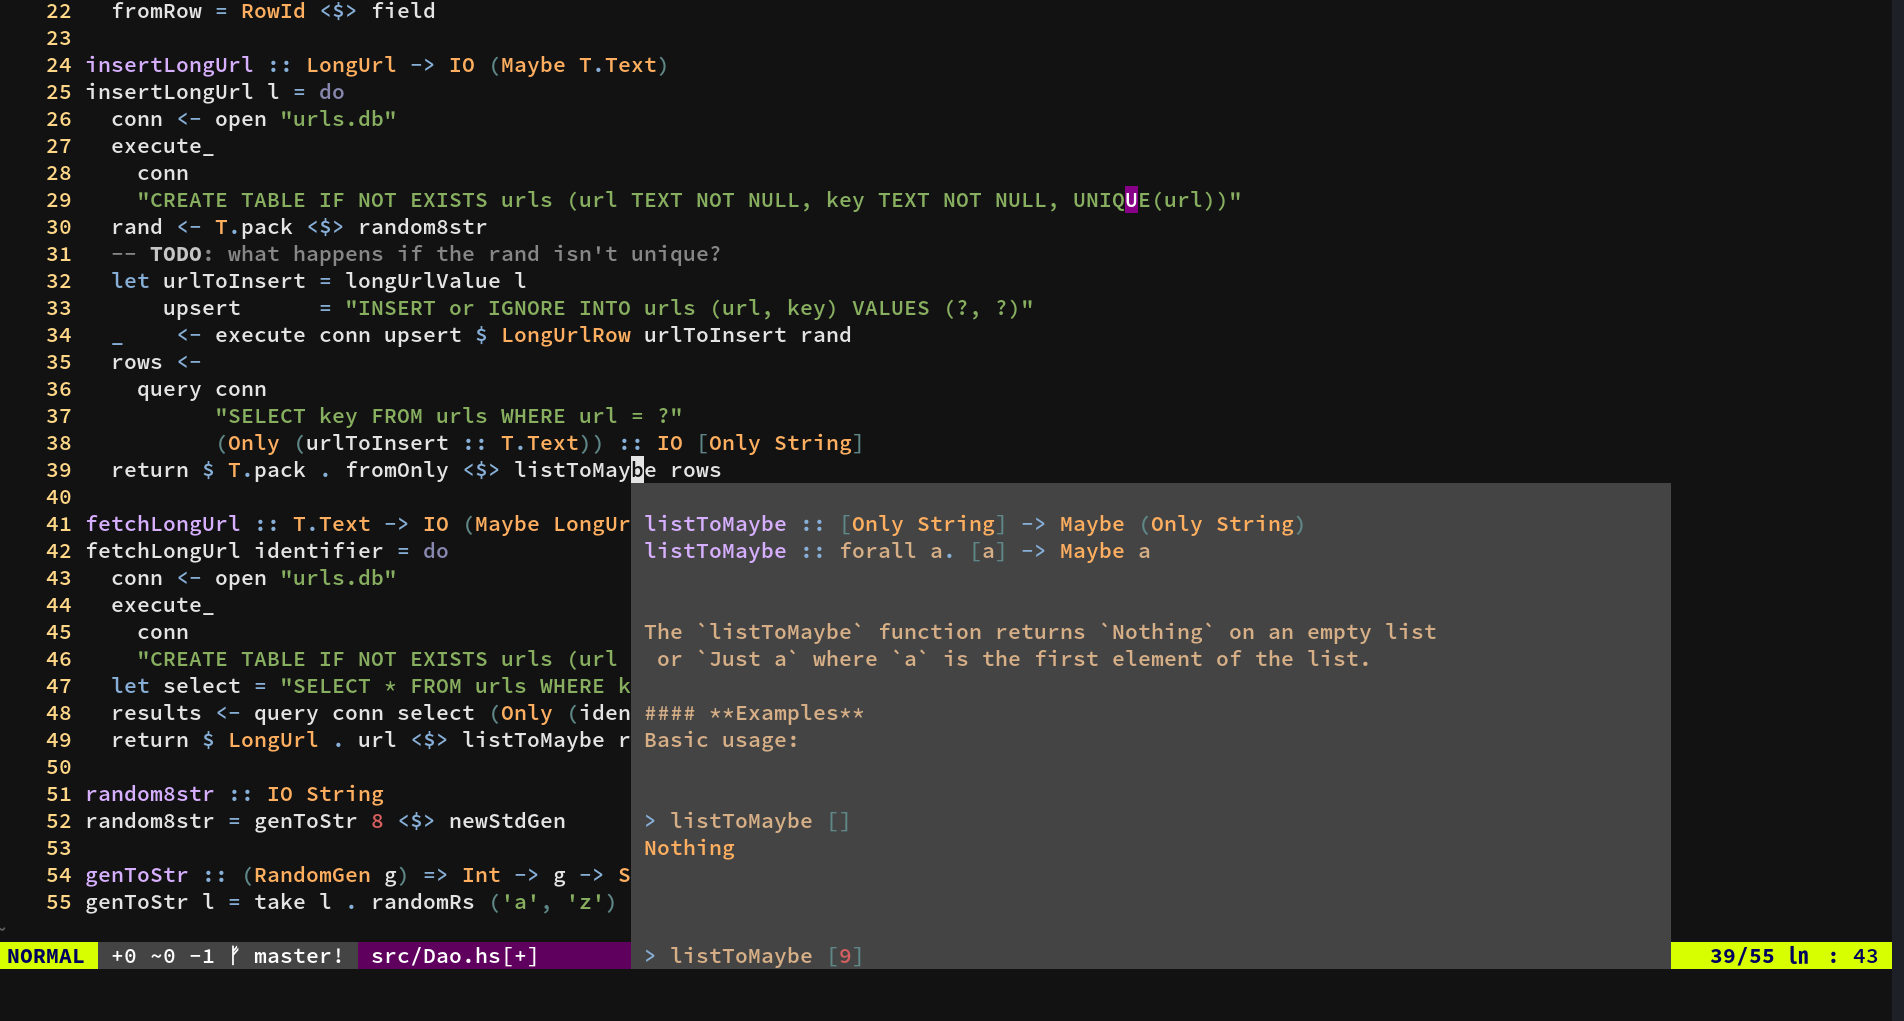 22   fromRow = RowId <$> field
23
24 insertLongUrl :: LongUrl -> IO (Maybe T.Text)
25 insertLongUrl l = do
26   conn <- open "urls.db"
27   execute_
28     conn
29     "CREATE TABLE IF NOT EXISTS urls (url TEXT NOT NULL, key TEXT NOT NULL, UNIQUE(url))"
30   rand <- T.pack <$> random8str
31   -- TODO: what happens if the rand isn't unique?
32   let urlToInsert = longUrlValue l
33       upsert      = "INSERT or IGNORE INTO urls (url, key) VALUES (?, ?)"
34   _    <- execute conn upsert $ LongUrlRow urlToInsert rand
35   rows <-
36     query conn
37           "SELECT key FROM urls WHERE url = ?"
38           (Only (urlToInsert :: T.Text)) :: IO [Only String]
39   return $ T.pack . fromOnly <$> listToMaybe rows
40
41 fetchLongUrl :: T.Text -> IO (Maybe LongUr
42 fetchLongUrl identifier = do
43   conn <- open "urls.db"
44   execute_
45     conn
46     "CREATE TABLE IF NOT EXISTS urls (url
47   let select = "SELECT * FROM urls WHERE k
48   results <- query conn select (Only (iden
49   return $ LongUrl . url <$> listToMaybe r
50
51 random8str :: IO String
52 random8str = genToStr 8 <$> newStdGen
53
54 genToStr :: (RandomGen g) => Int -> g -> S
55 genToStr l = take l . randomRs ('a', 'z')
listToMaybe :: [Only String] -> Maybe (Only String)
listToMaybe :: forall a. [a] -> Maybe a
The `listToMaybe` function returns `Nothing` on an empty list
 or `Just a` where `a` is the first element of the list.
#### **Examples**
Basic usage:
> listToMaybe []
Nothing
> listToMaybe [9]
~
NORMAL +0 ~0 -1 ᚠ master! src/Dao.hs[+] 39/55 ln : 43